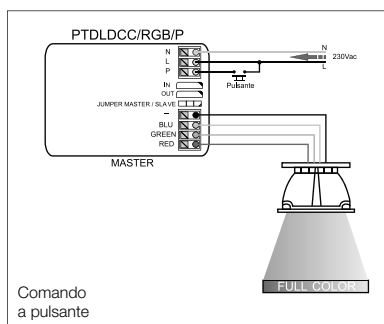 PTDLDCC/RGB/P
N
L
P
N
230Vac
L
Pulsante
IN
OUT
JUMPER MASTER / SLAVE
–
BLU
GREEN
RED
MASTER
FULL COLOR
Comando
a pulsante